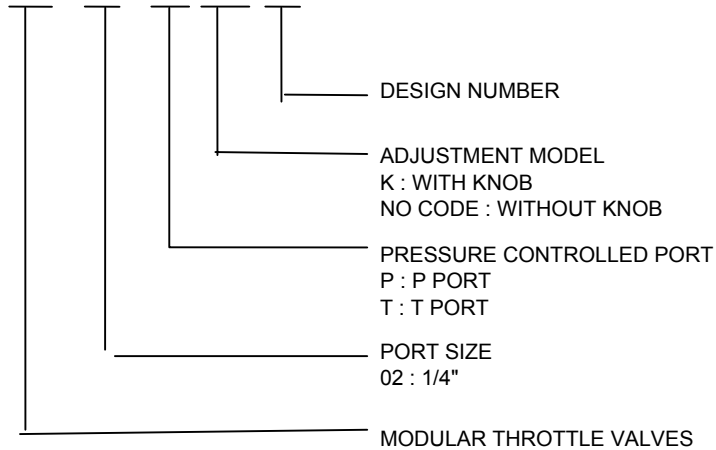 DESIGN NUMBER
ADJUSTMENT MODEL
K : WITH KNOB
NO CODE : WITHOUT KNOB
PRESSURE CONTROLLED PORT
P : P PORT
T : T PORT
PORT SIZE
02 : 1/4"
MODULAR THROTTLE VALVES